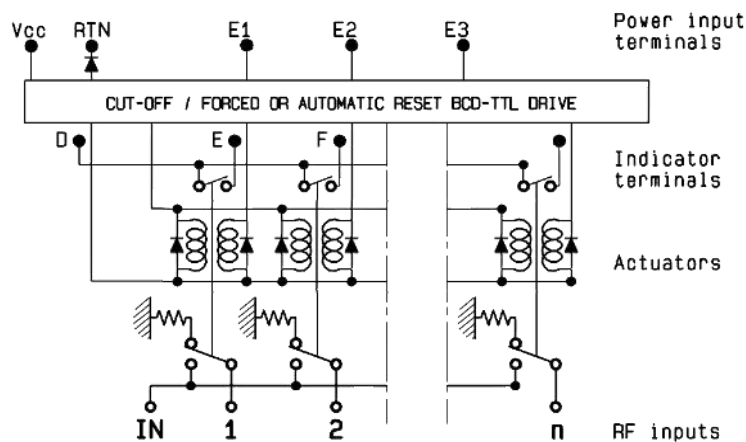 Vcc RTN E1 E2 E3 Power input terminals
CUT-OFF / FORCED OR AUTOMATIC RESET BCD-TTL DRIVE
D E F Indicator terminals
Actuators
IN 1 2 n RF inputs